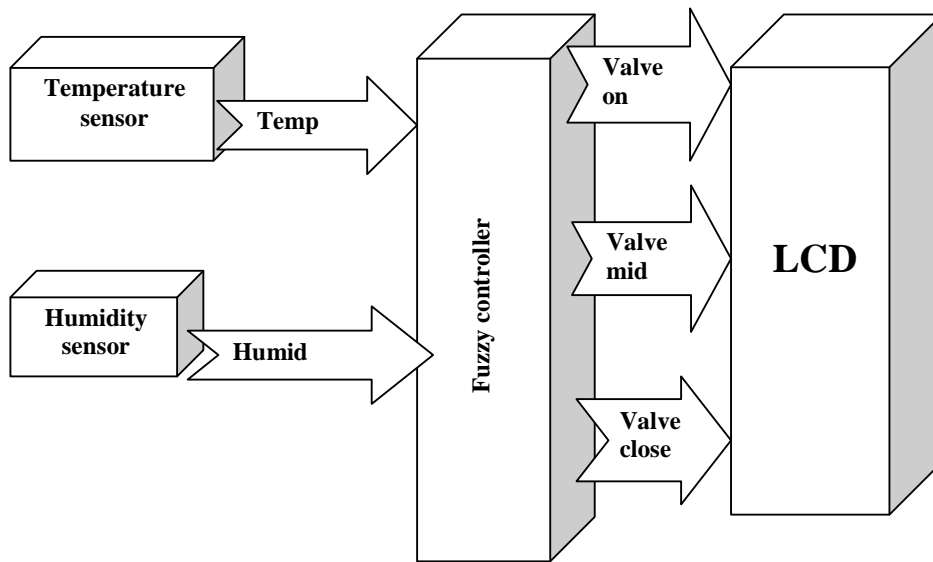 Temperature
sensor
Temp
Humidity
sensor
Humid
Fuzzy controller
Valve
on
Valve
mid
Valve
close
LCD